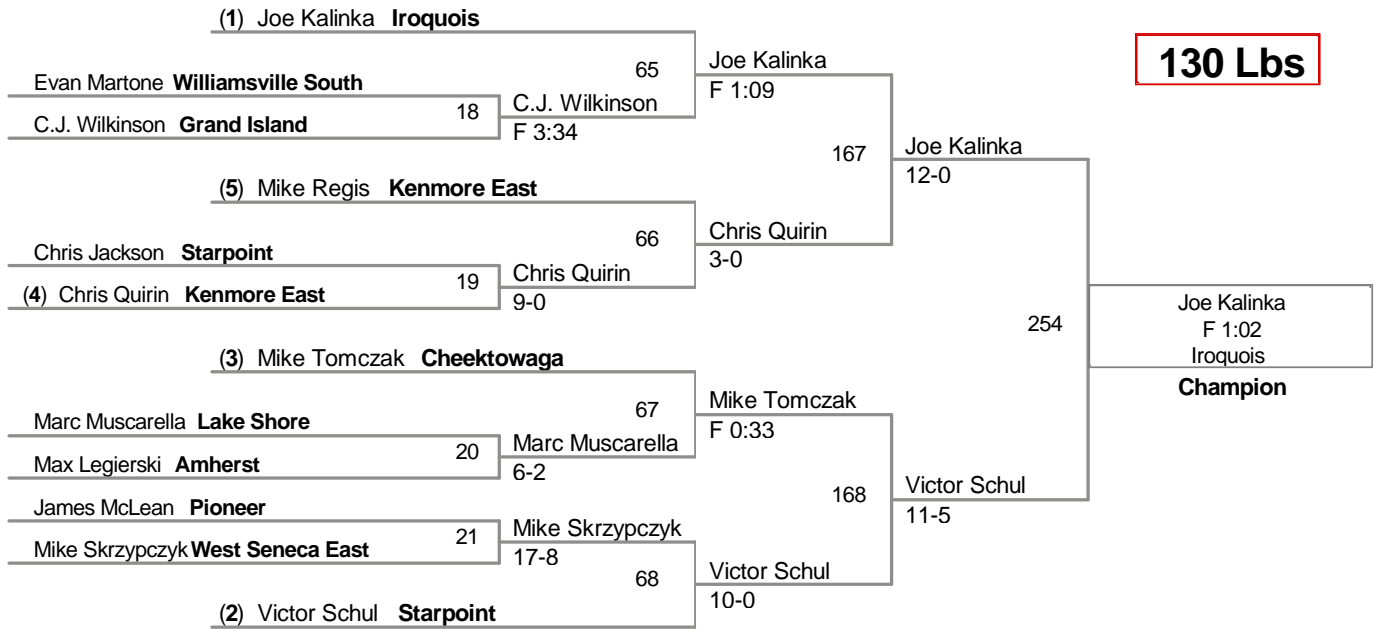 (1) Joe Kalinka Iroquois
130 Lbs
65
Joe Kalinka
F 1:09
Evan Martone Williamsville South
18
C.J. Wilkinson
F 3:34
C.J. Wilkinson Grand Island
167
Joe Kalinka
12-0
(5) Mike Regis Kenmore East
66
Chris Quirin
3-0
Chris Jackson Starpoint
19
Chris Quirin
9-0
(4) Chris Quirin Kenmore East
254
Joe Kalinka
F 1:02
Iroquois
Champion
(3) Mike Tomczak Cheektowaga
67
Mike Tomczak
F 0:33
Marc Muscarella Lake Shore
20
Marc Muscarella
6-2
Max Legierski Amherst
168
Victor Schul
11-5
James McLean Pioneer
21
Mike Skrzypczyk
17-8
Mike Skrzypczyk West Seneca East
68
Victor Schul
10-0
(2) Victor Schul Starpoint